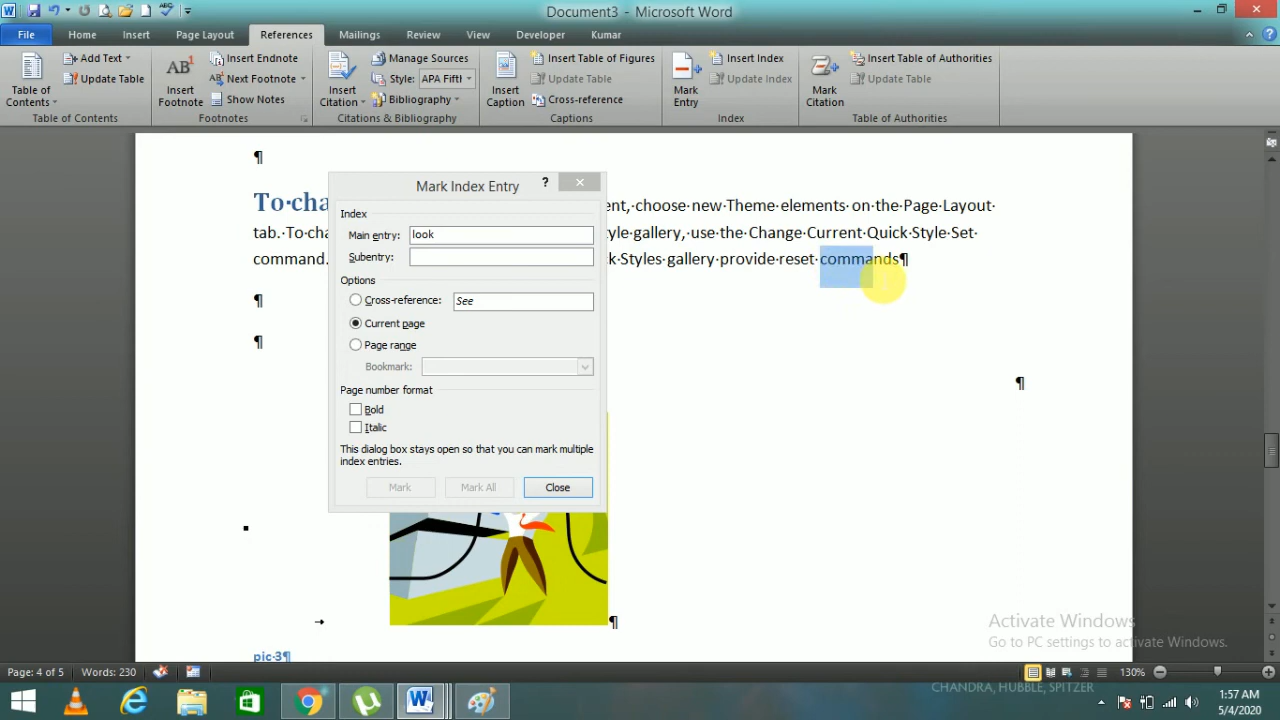 Document3 - Microsoft Word
File Home Insert Page Layout References Mailings Review View Developer Kumar
Table of Contents
Add Text
Update Table
Table of Contents
AB¹
Insert Footnote
Insert Endnote
Next Footnote
Show Notes
Footnotes
Insert Citation
Manage Sources
Style: APA Fifth
Bibliography
Citations & Bibliography
Insert Caption
Insert Table of Figures
Update Table
Cross-reference
Captions
Mark Entry
Insert Index
Update Index
Index
Mark Citation
Insert Table of Authorities
Update Table
Table of Authorities
¶
To·cha
ent,·choose·new·Theme·elements·on·the·Page·Layout·
tab.·To·cha
tyle·gallery,·use·the·Change·Current·Quick·Style·Set·
command.
ck·Styles·gallery·provide·reset·commands¶
¶
¶
¶
¶
pic·3¶
Mark Index Entry
?
Index
Main entry: look
Subentry:
Options
Cross-reference: See
Current page
Page range
Bookmark:
Page number format
Bold
Italic
This dialog box stays open so that you can mark multiple
index entries.
Mark Mark All Close
Activate Windows
Go to PC settings to activate Windows.
Page: 4 of 5 Words: 230 130%
CHANDRA, HUBBLE, SPITZER
1:57 AM
5/4/2020